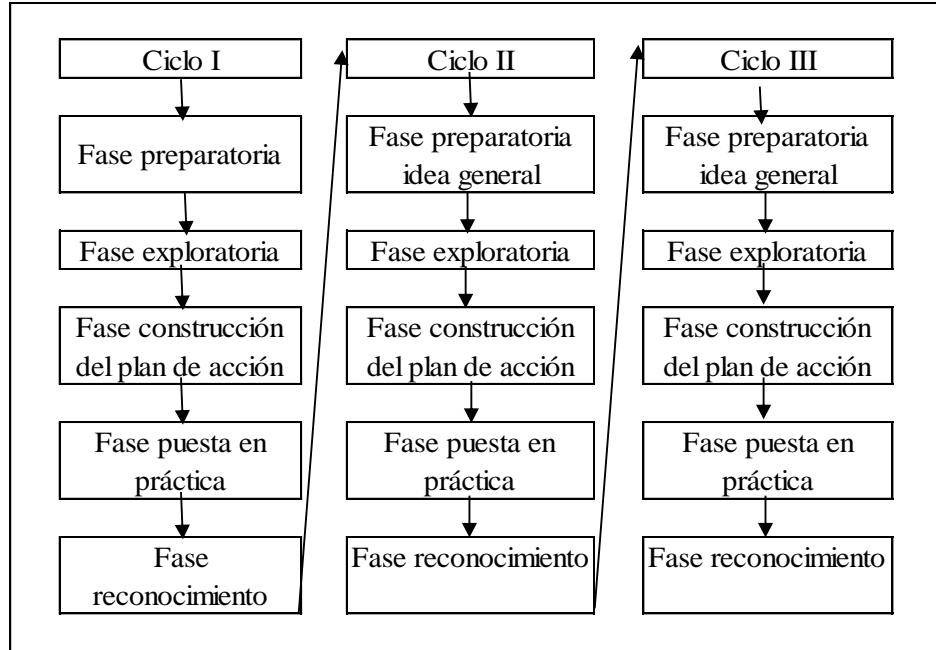 Ciclo I
Fase preparatoria
Fase exploratoria
Fase construcción
del plan de acción
Fase puesta en
práctica
Fase
reconocimiento
Ciclo II
Fase preparatoria
idea general
Fase exploratoria
Fase construcción
del plan de acción
Fase puesta en
práctica
Fase reconocimiento
Ciclo III
Fase preparatoria
idea general
Fase exploratoria
Fase construcción
del plan de acción
Fase puesta en
práctica
Fase reconocimiento